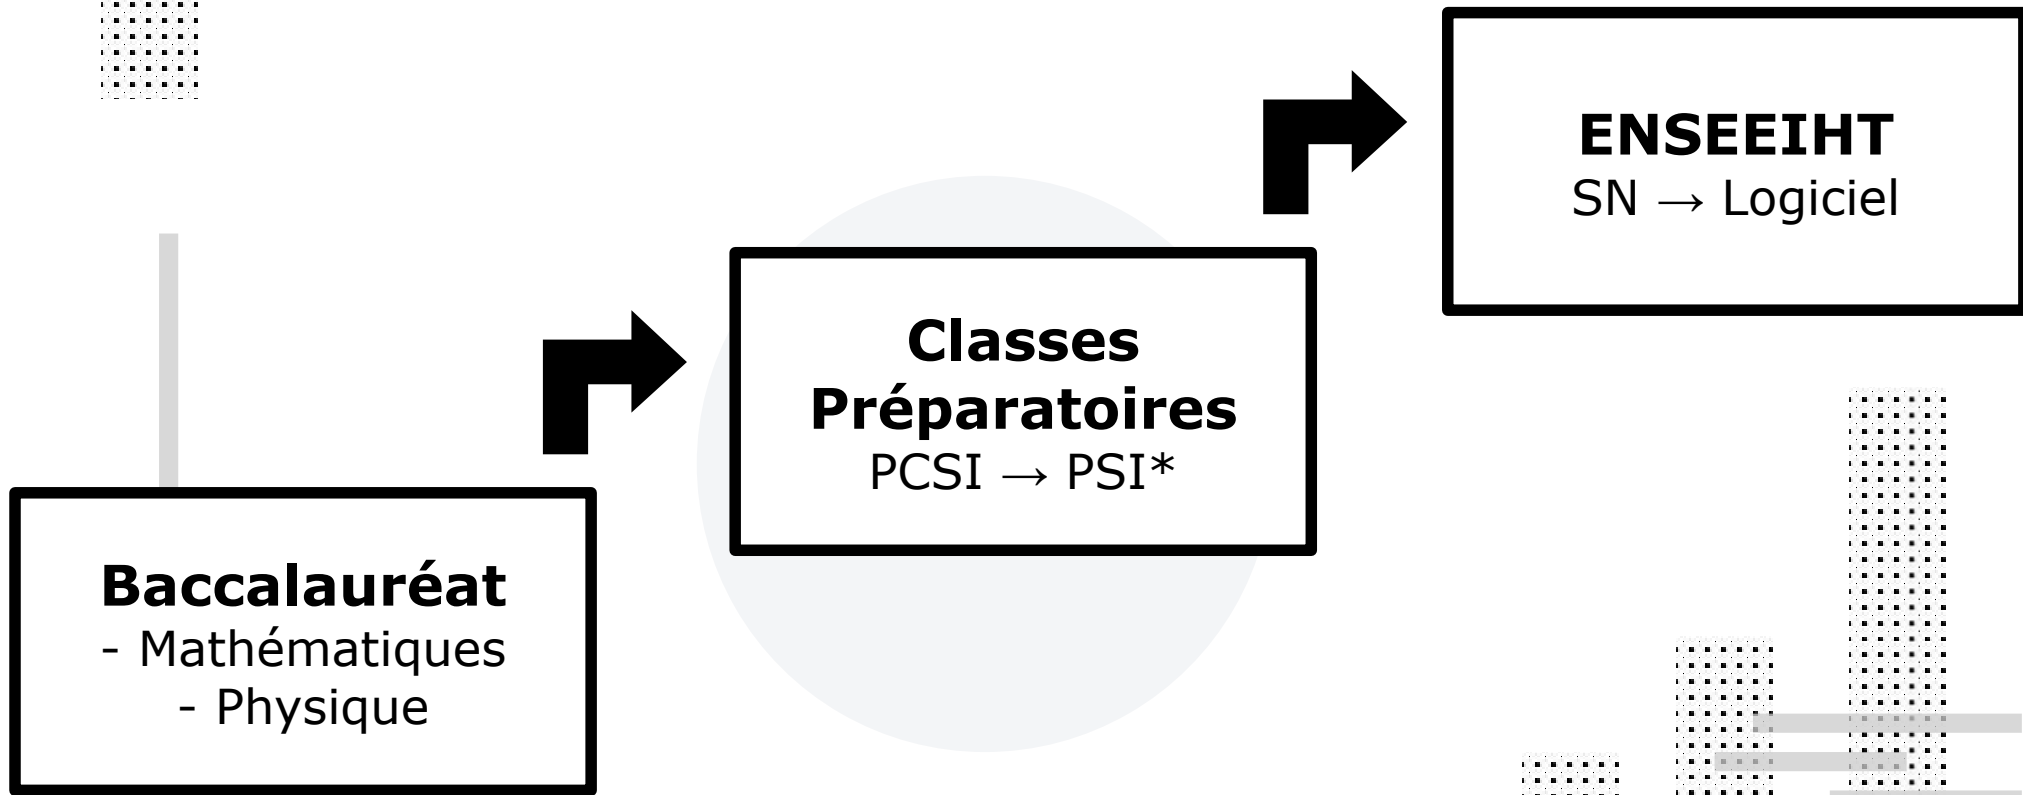 Baccalauréat
- Mathématiques
- Physique
Classes
Préparatoires
PCSI → PSI*
ENSEEIHT
SN → Logiciel